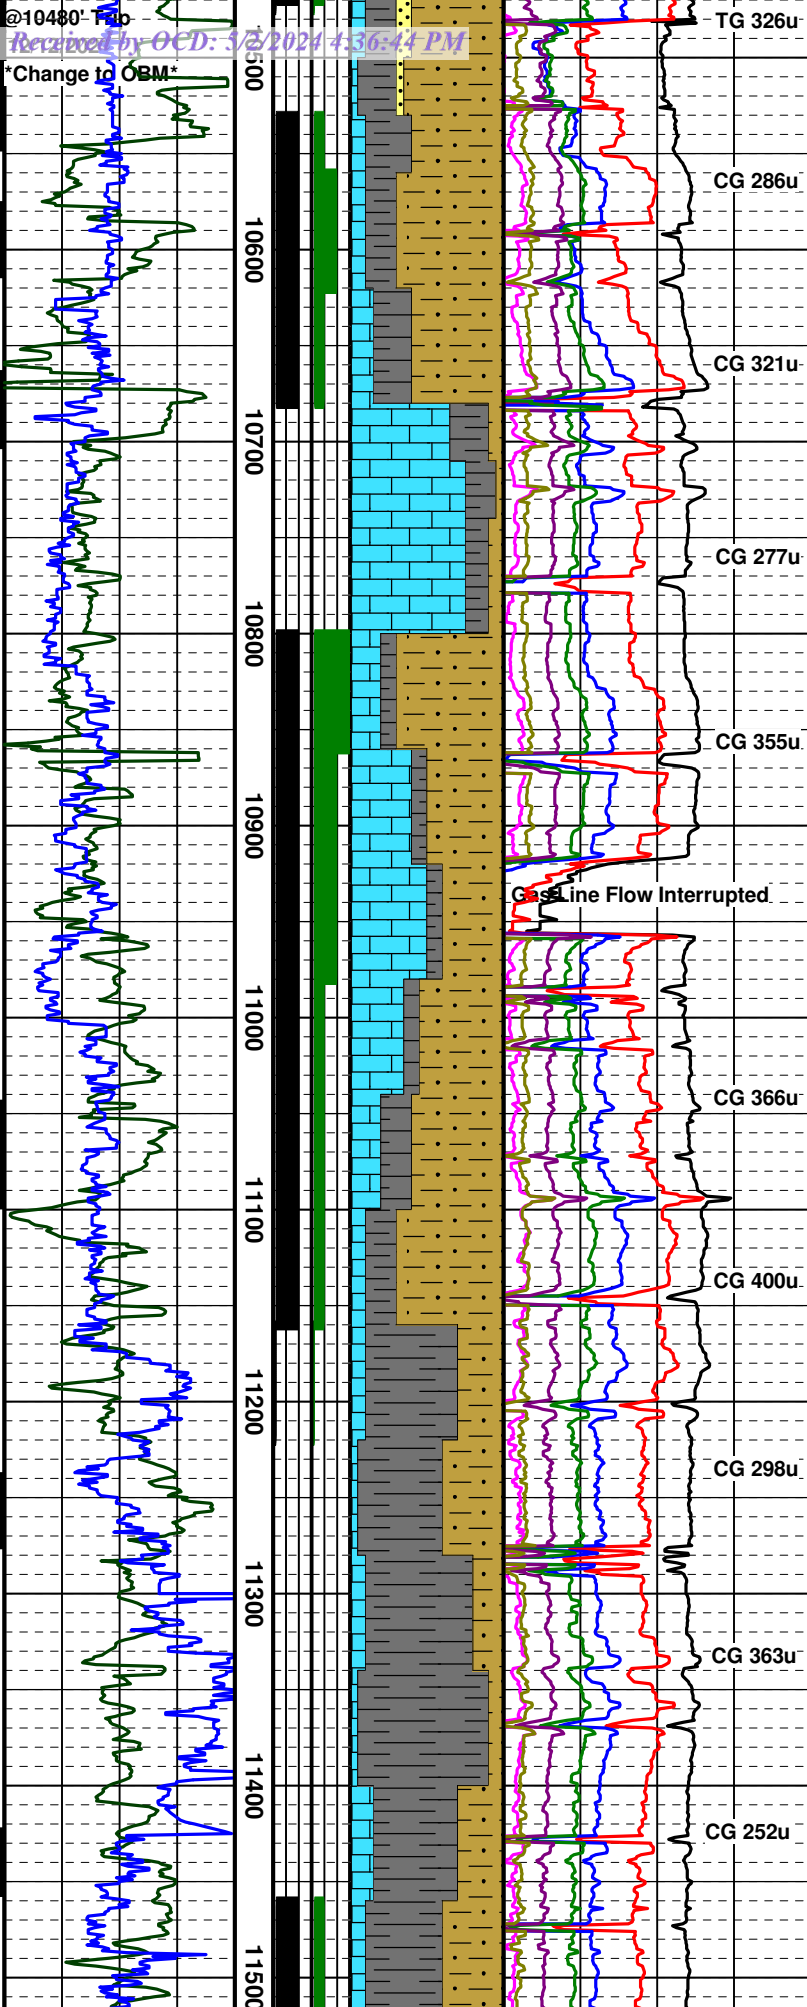 @10480' Trip
Received by OCD: 5/2/2024 4:36:44 PM
*Change to OBM*
TG 326u
CG 286u
10600
CG 321u
10700
CG 277u
10800
CG 355u
10900
Gas Line Flow Interrupted
11000
CG 366u
11100
CG 400u
11200
CG 298u
11300
CG 363u
11400
CG 252u
11500